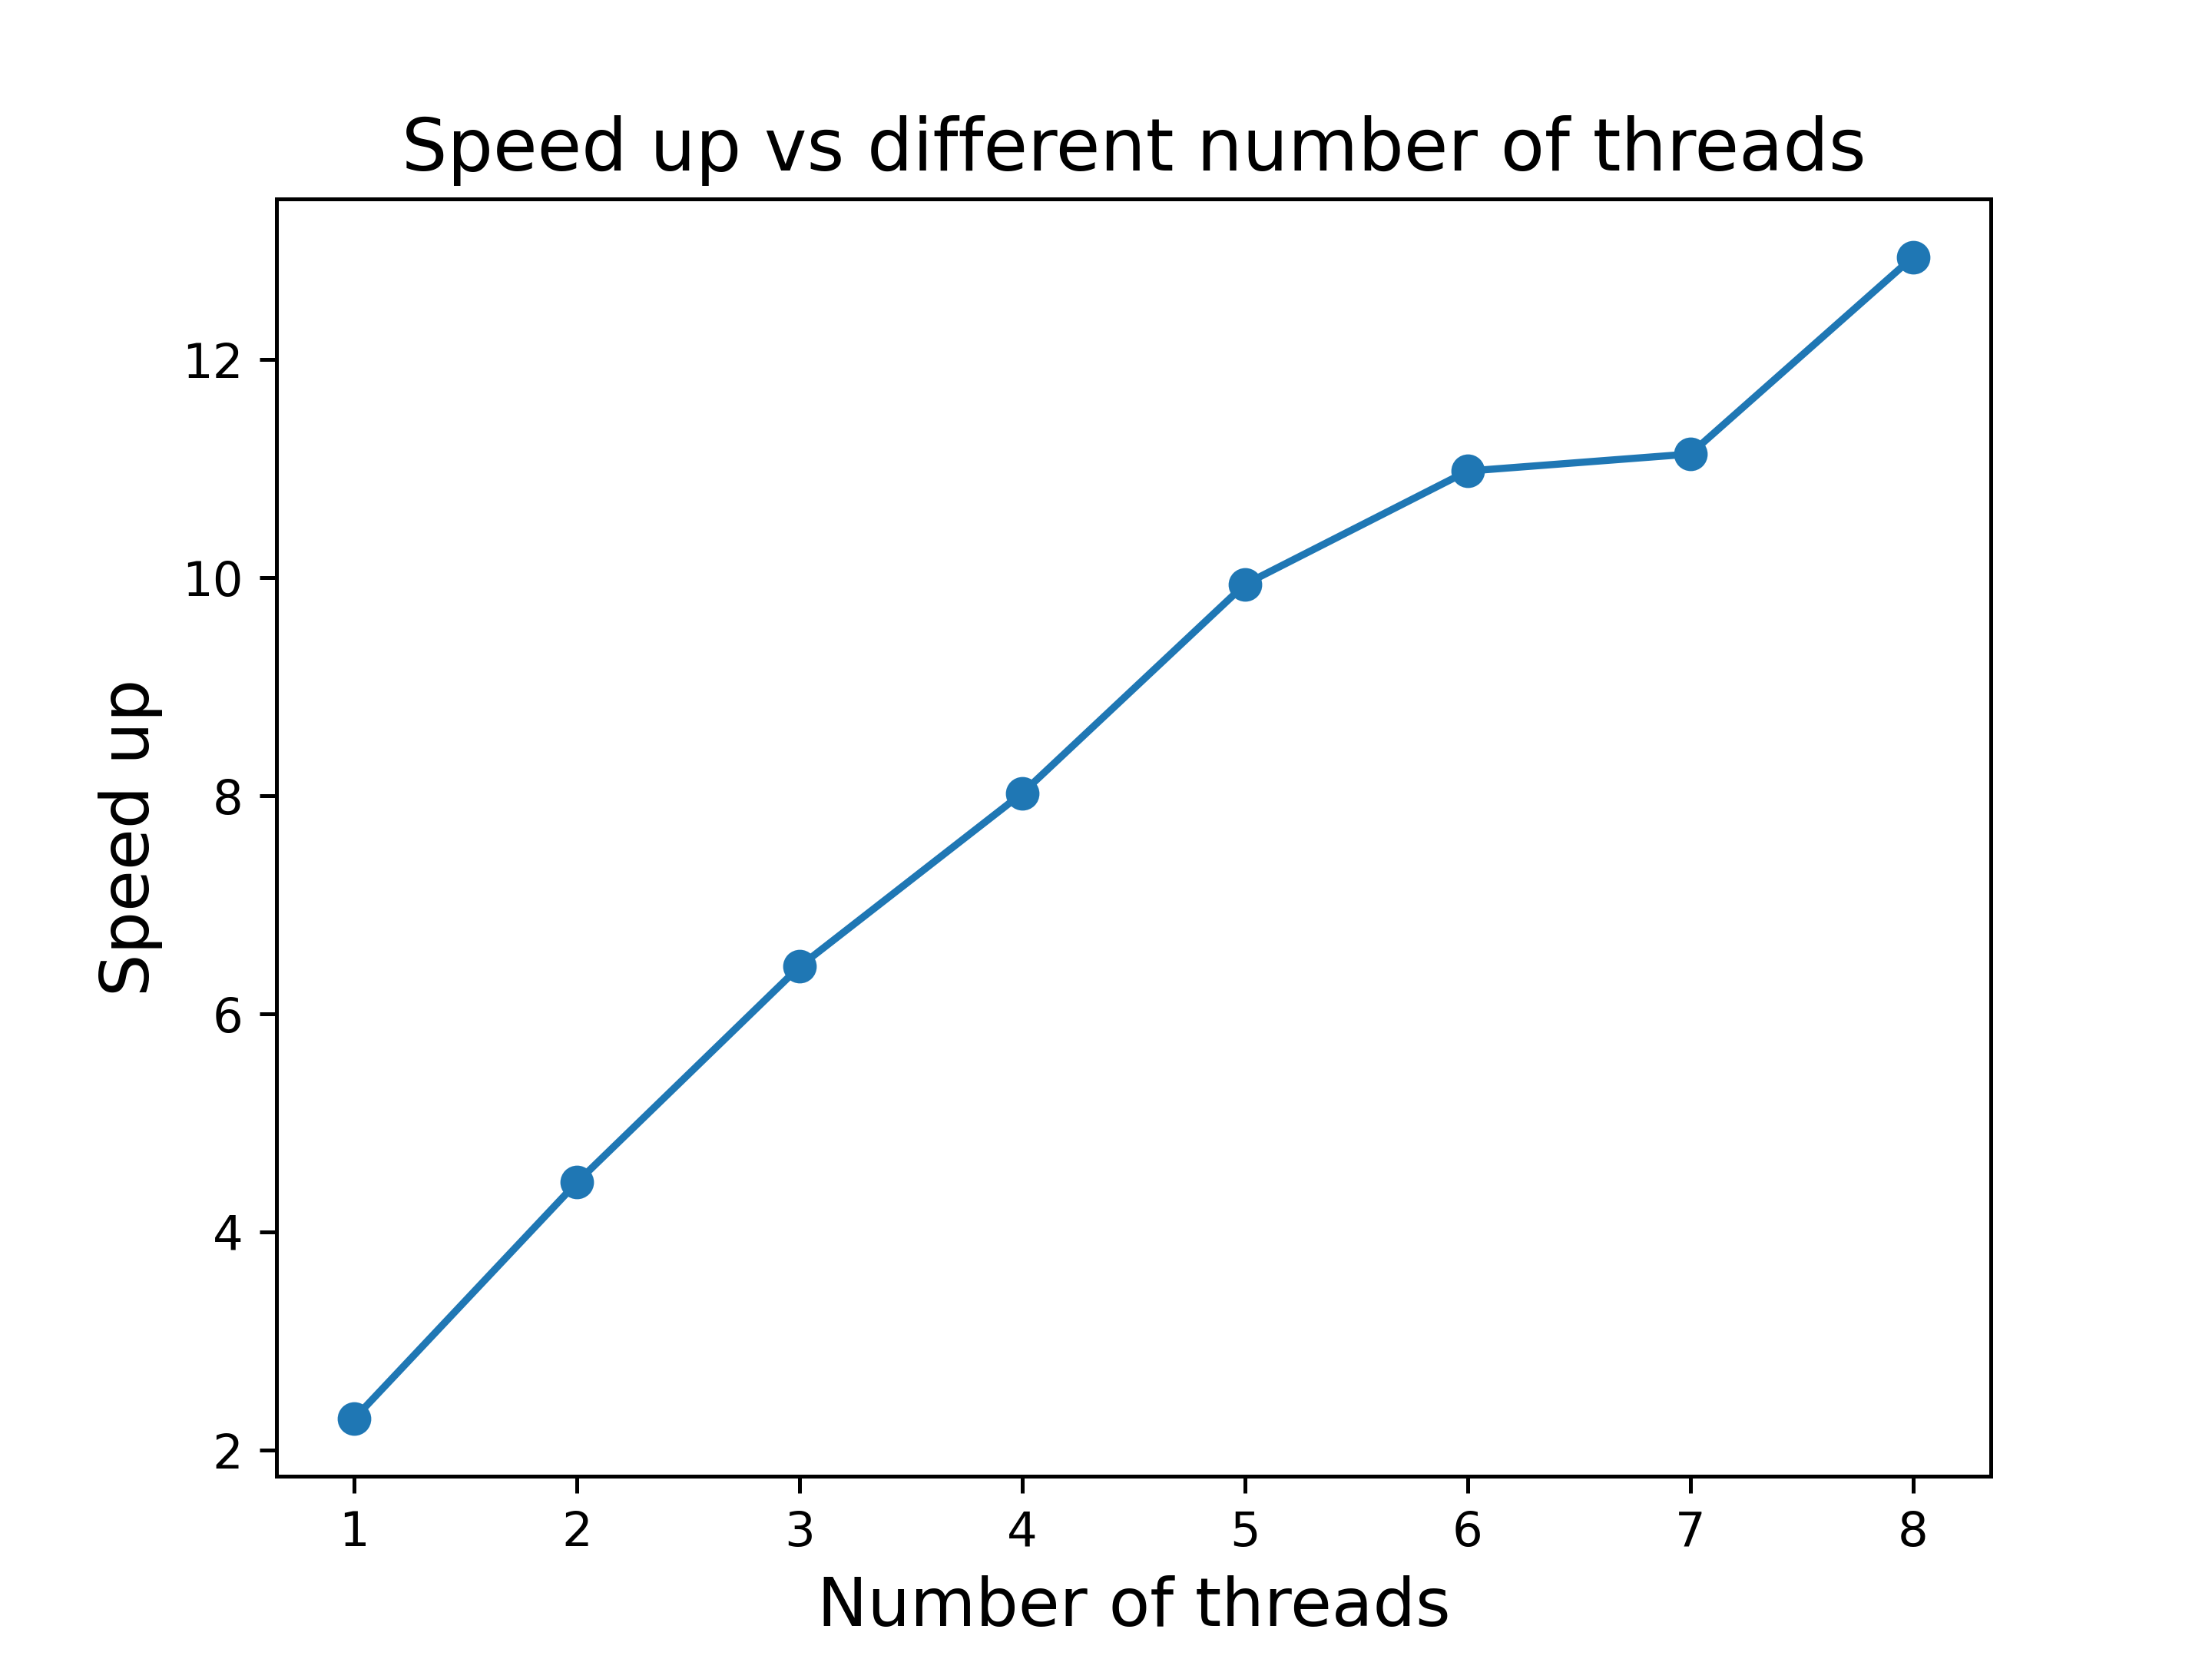 Speed up vs different number of threads
Speed up
12
10
8
6
4
2
1 2 3 4 5 6 7 8
Number of threads